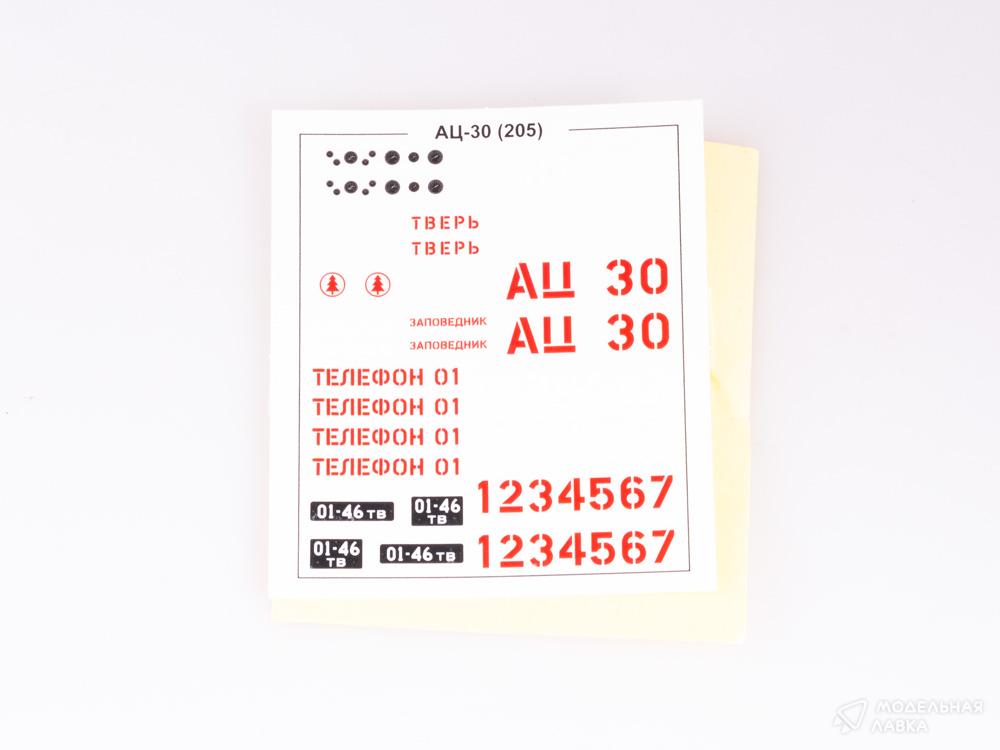 АЦ-30 (205)
ТВЕРЬ
ТВЕРЬ
АЦ 30
ЗАПОВЕДНИК
АЦ 30
ЗАПОВЕДНИК
ТЕЛЕФОН 01
ТЕЛЕФОН 01
ТЕЛЕФОН 01
ТЕЛЕФОН 01
1234567
01-46 ТВ
01-46
ТВ
1234567
01-46
ТВ
01-46 ТВ
МОДЕЛЬНАЯ
ЛАВКА